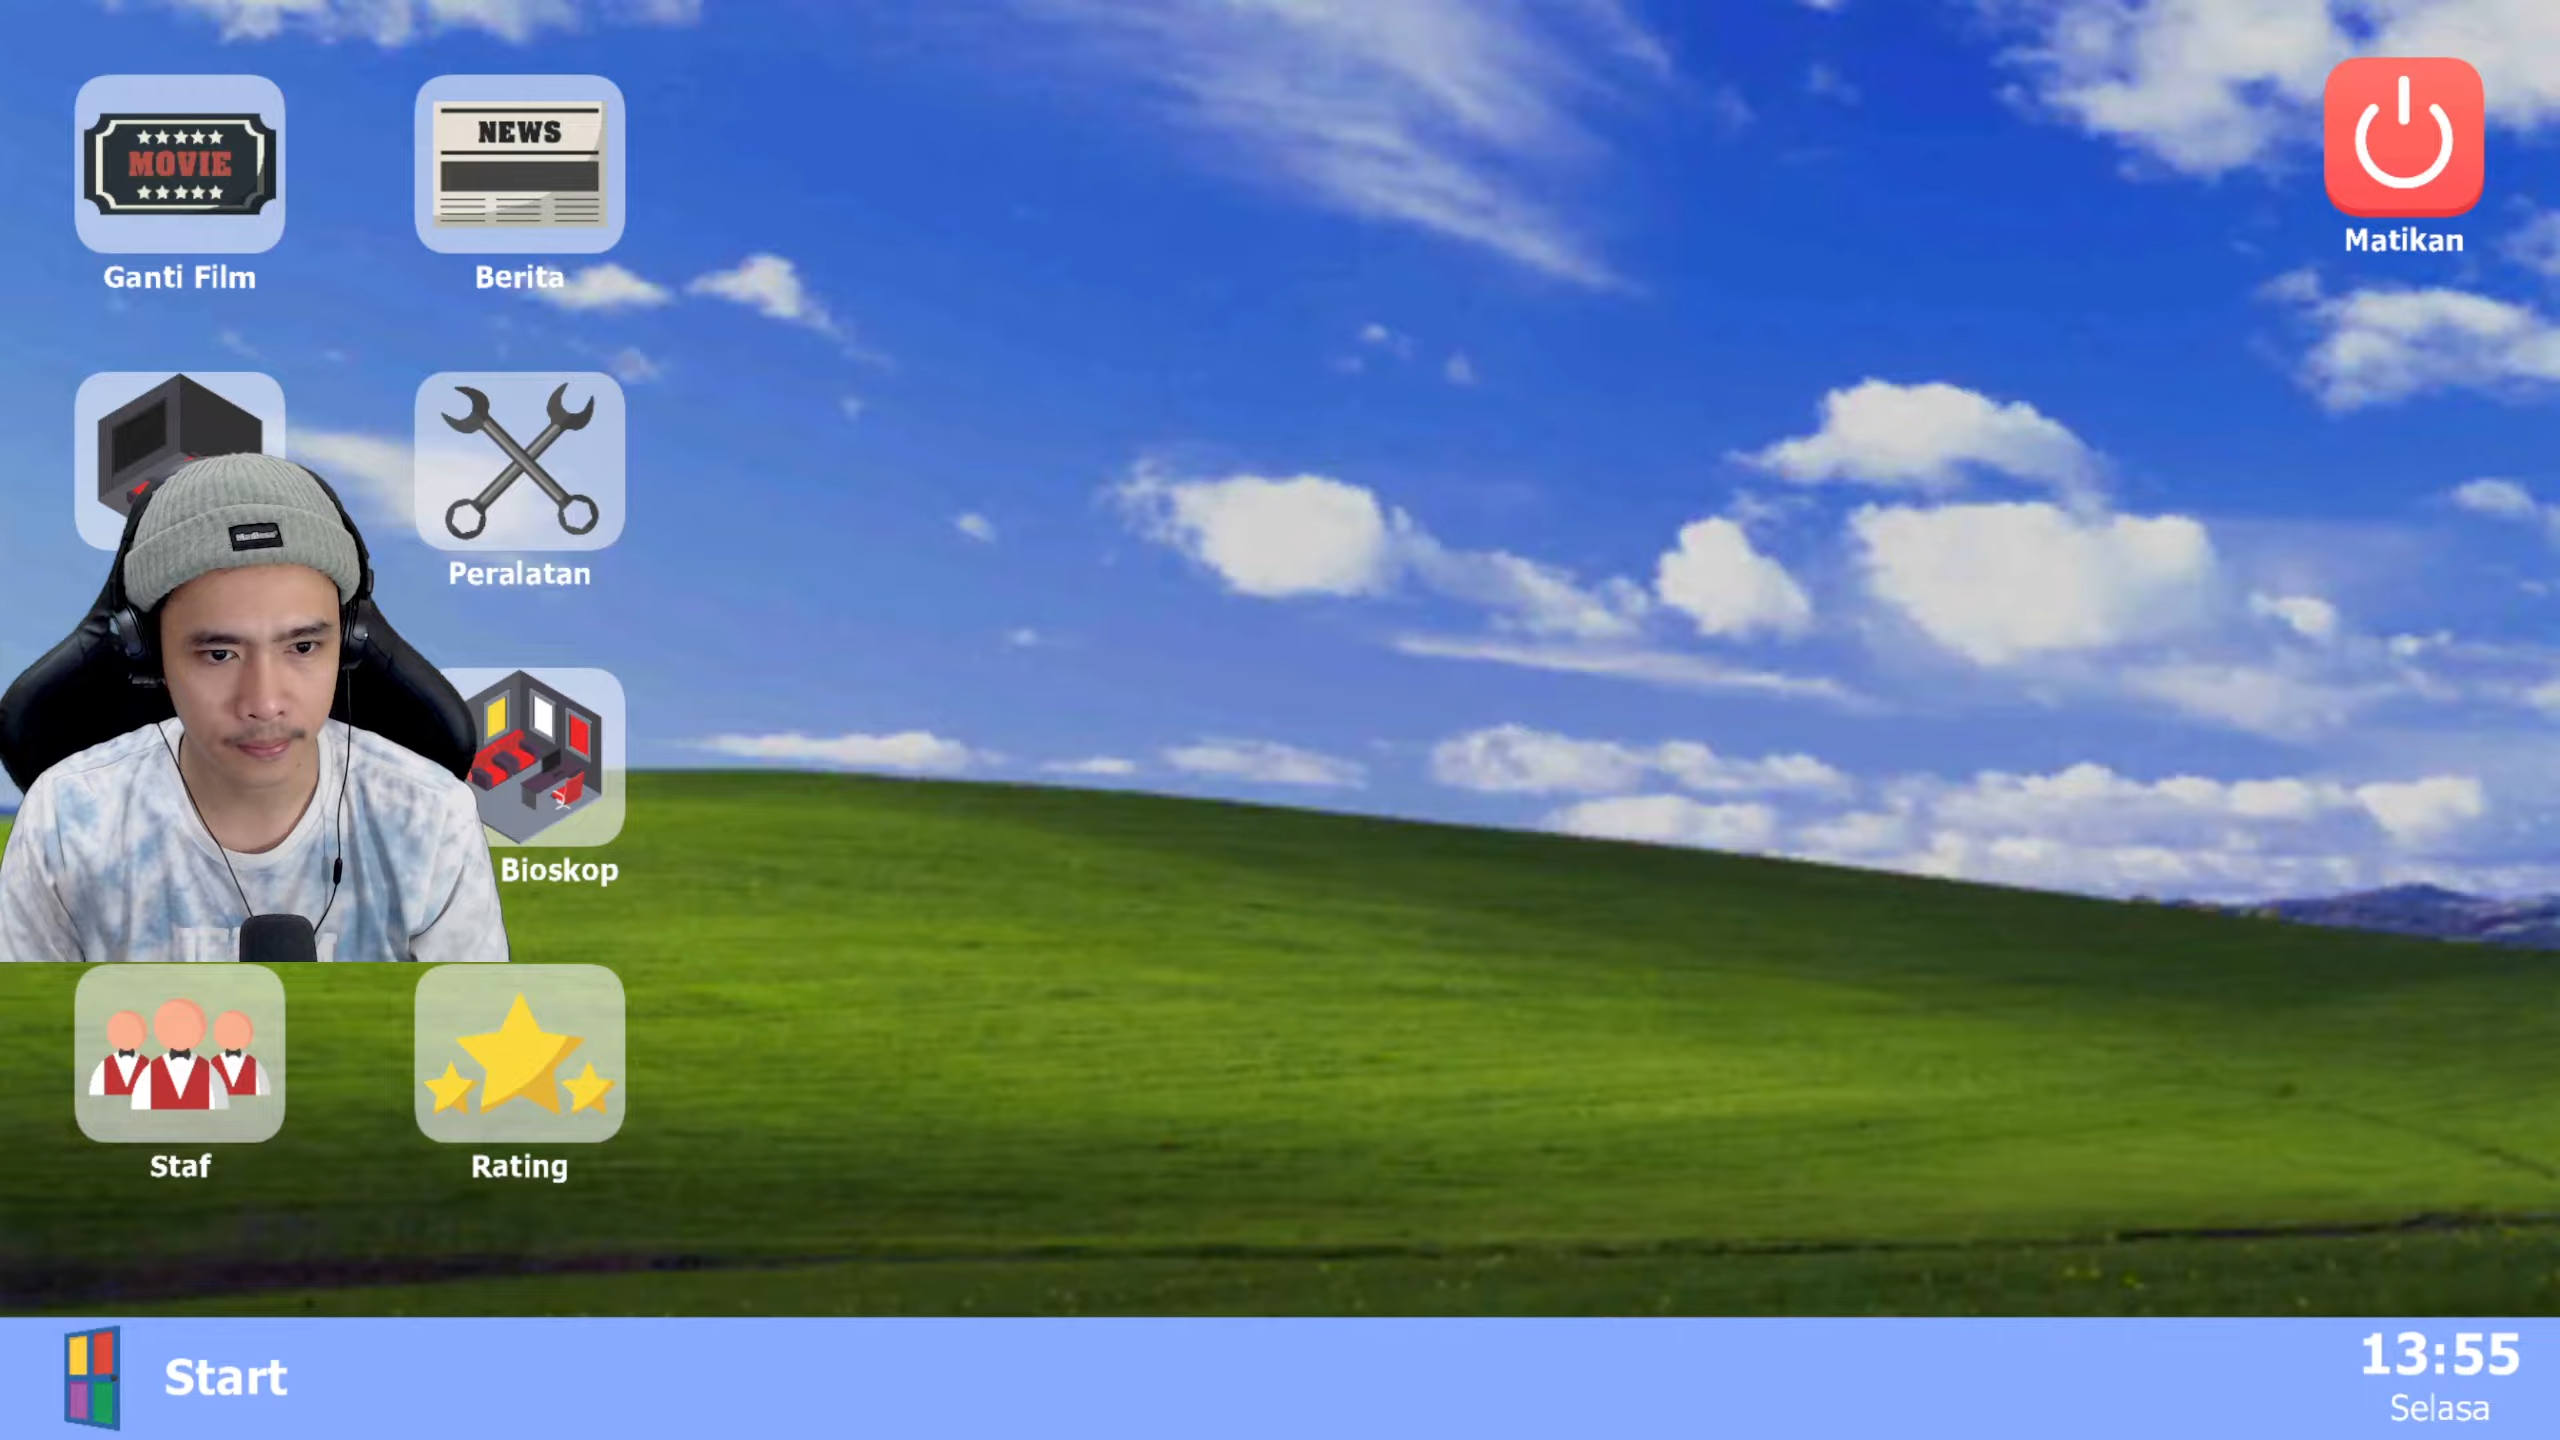 MOVIE
NEWS
Ganti Film
Berita
Matikan
Peralatan
Bioskop
Staf
Rating
Start
13:55
Selasa